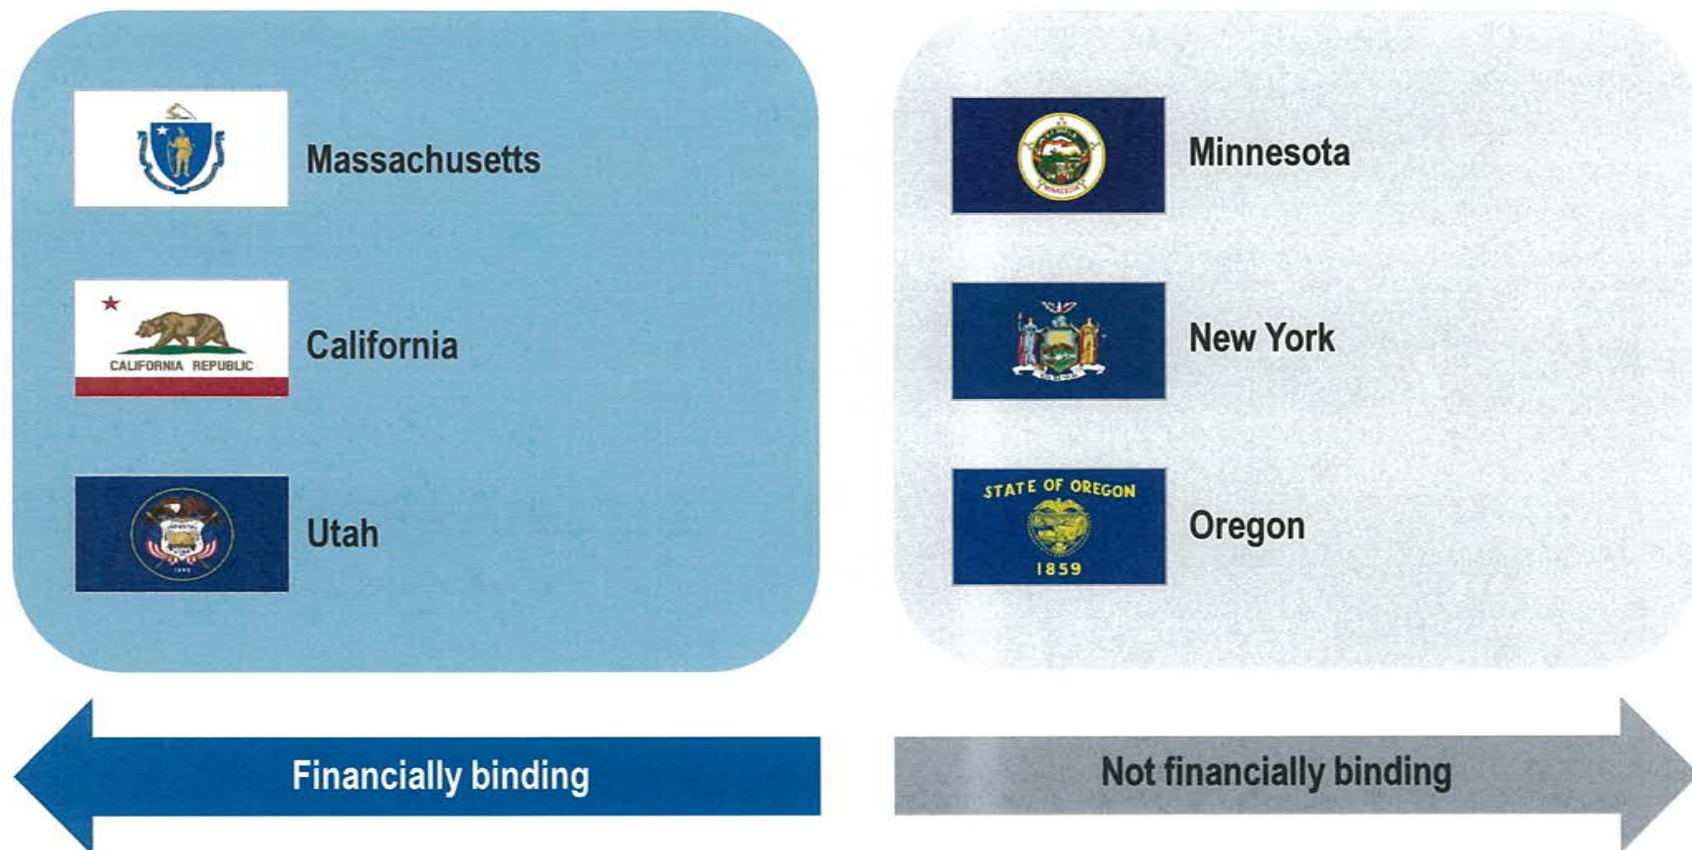 Massachusetts
CALIFORNIA REPUBLIC
California
Utah
Financially binding
Minnesota
New York
STATE OF OREGON
1859
Oregon
Not financially binding